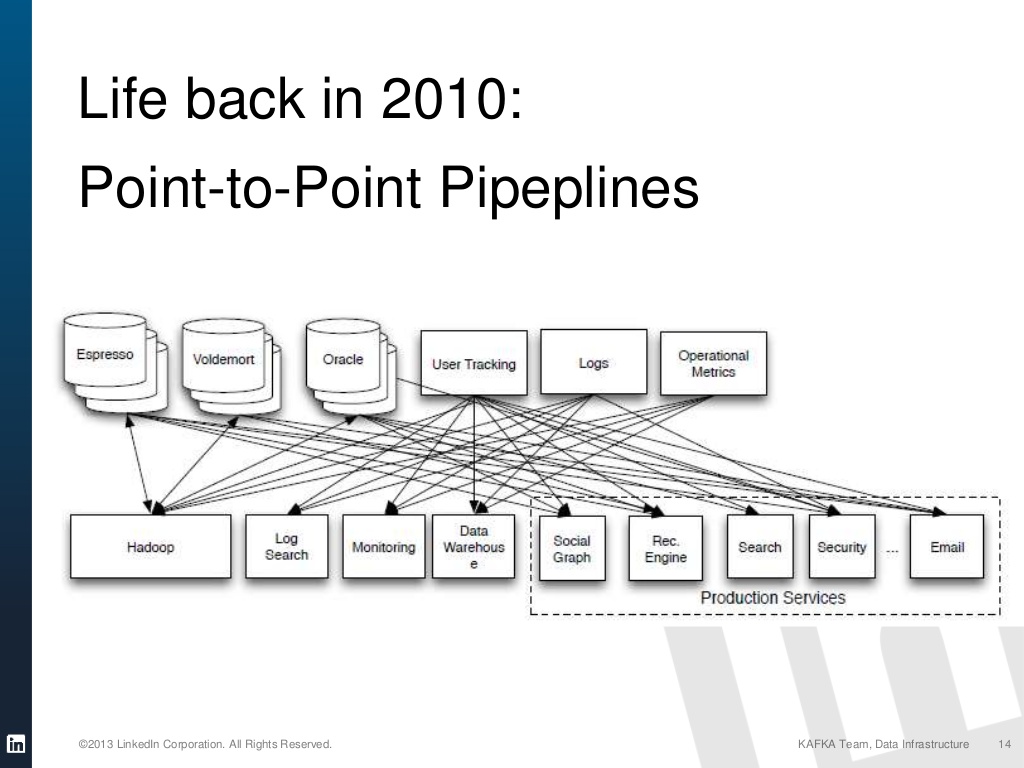 Life back in 2010:
Point-to-Point Pipeplines
Espresso
Voldemort
Oracle
User Tracking
Logs
Operational
Metrics
Hadoop
Log
Search
Monitoring
Data
Warehous
e
Social
Graph
Rec.
Engine
Search
Security
...
Email
Production Services
in
©2013 LinkedIn Corporation. All Rights Reserved.
KAFKA Team, Data Infrastructure
14